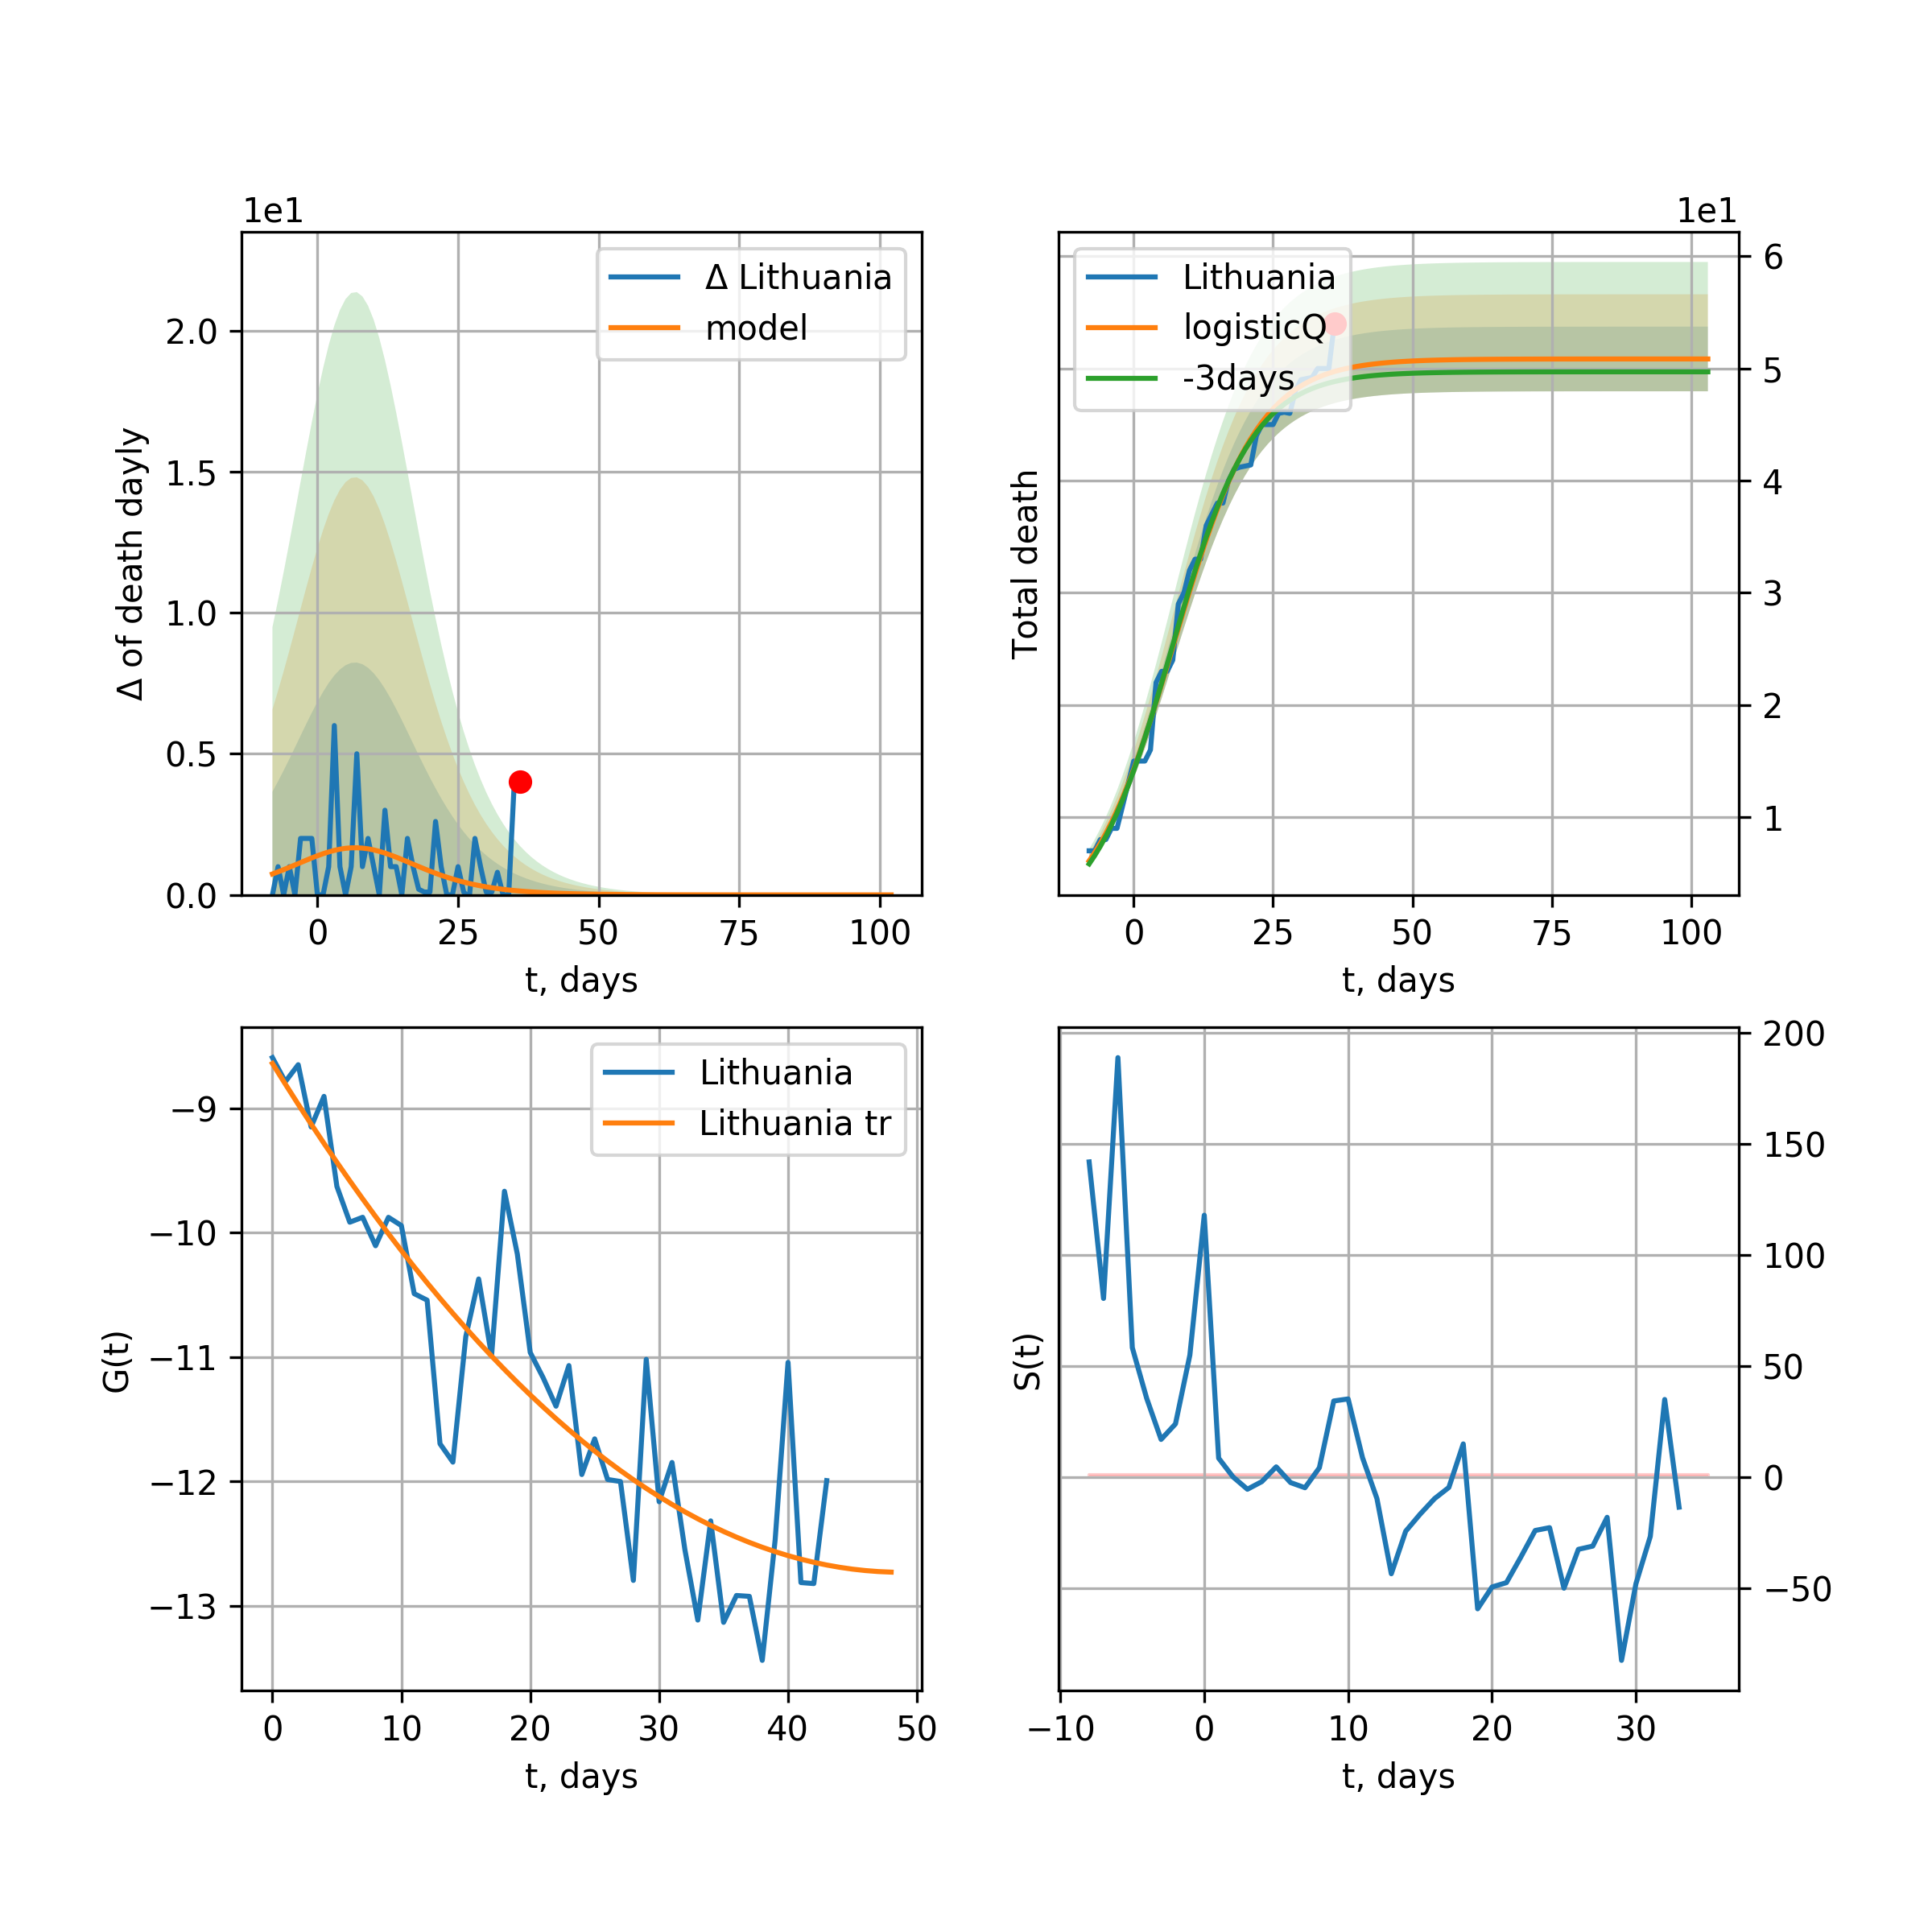 1e1
Δ of death dayly
2.0
1.5
1.0
0.5
0.0
Δ Lithuania
model
0 25 50 75 100
t, days
1e1
Total death
Lithuania
logisticQ
-3days
6
5
4
3
2
1
0 25 50 75 100
t, days
G(t)
−9
−10
−11
−12
−13
Lithuania
Lithuania tr
0 10 20 30 40 50
t, days
S(t)
200
150
100
50
0
−50
−10 0 10 20 30
t, days